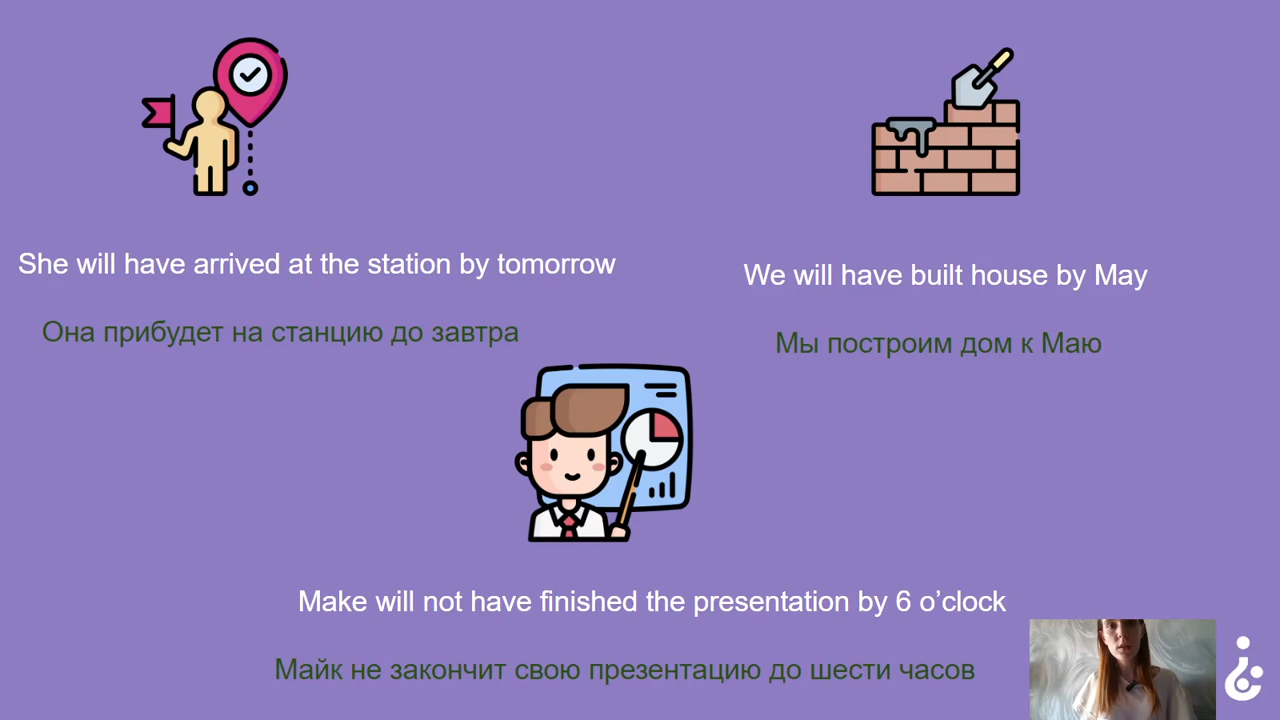 She will have arrived at the station by tomorrow
Она прибудет на станцию до завтра
We will have built house by May
Мы построим дом к Маю
Make will not have finished the presentation by 6 o’clock
Майк не закончит свою презентацию до шести часов